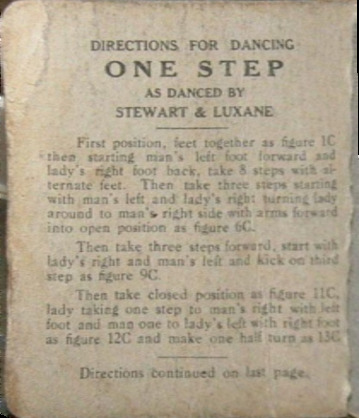 DIRECTIONS FOR DANCING
ONE STEP
AS DANCED BY
STEWART & LUXANE
First position, feet together as figure 1C
then starting man's left foot forward and
lady's right foot back, take 8 steps with al-
ternate feet. Then take three steps starting
with man's left and lady's right turning lady
around to man's right side with arms forward
into open position as figure 6C.
Then take three steps forward, start with
lady's right and man's left and kick on third
step as figure 9C.
Then take closed position as figure 11C,
lady taking one step to man's right with left
foot and man one to lady's left with right foot
as figure 12C and make one half turn as 13C
Directions continued on last page.